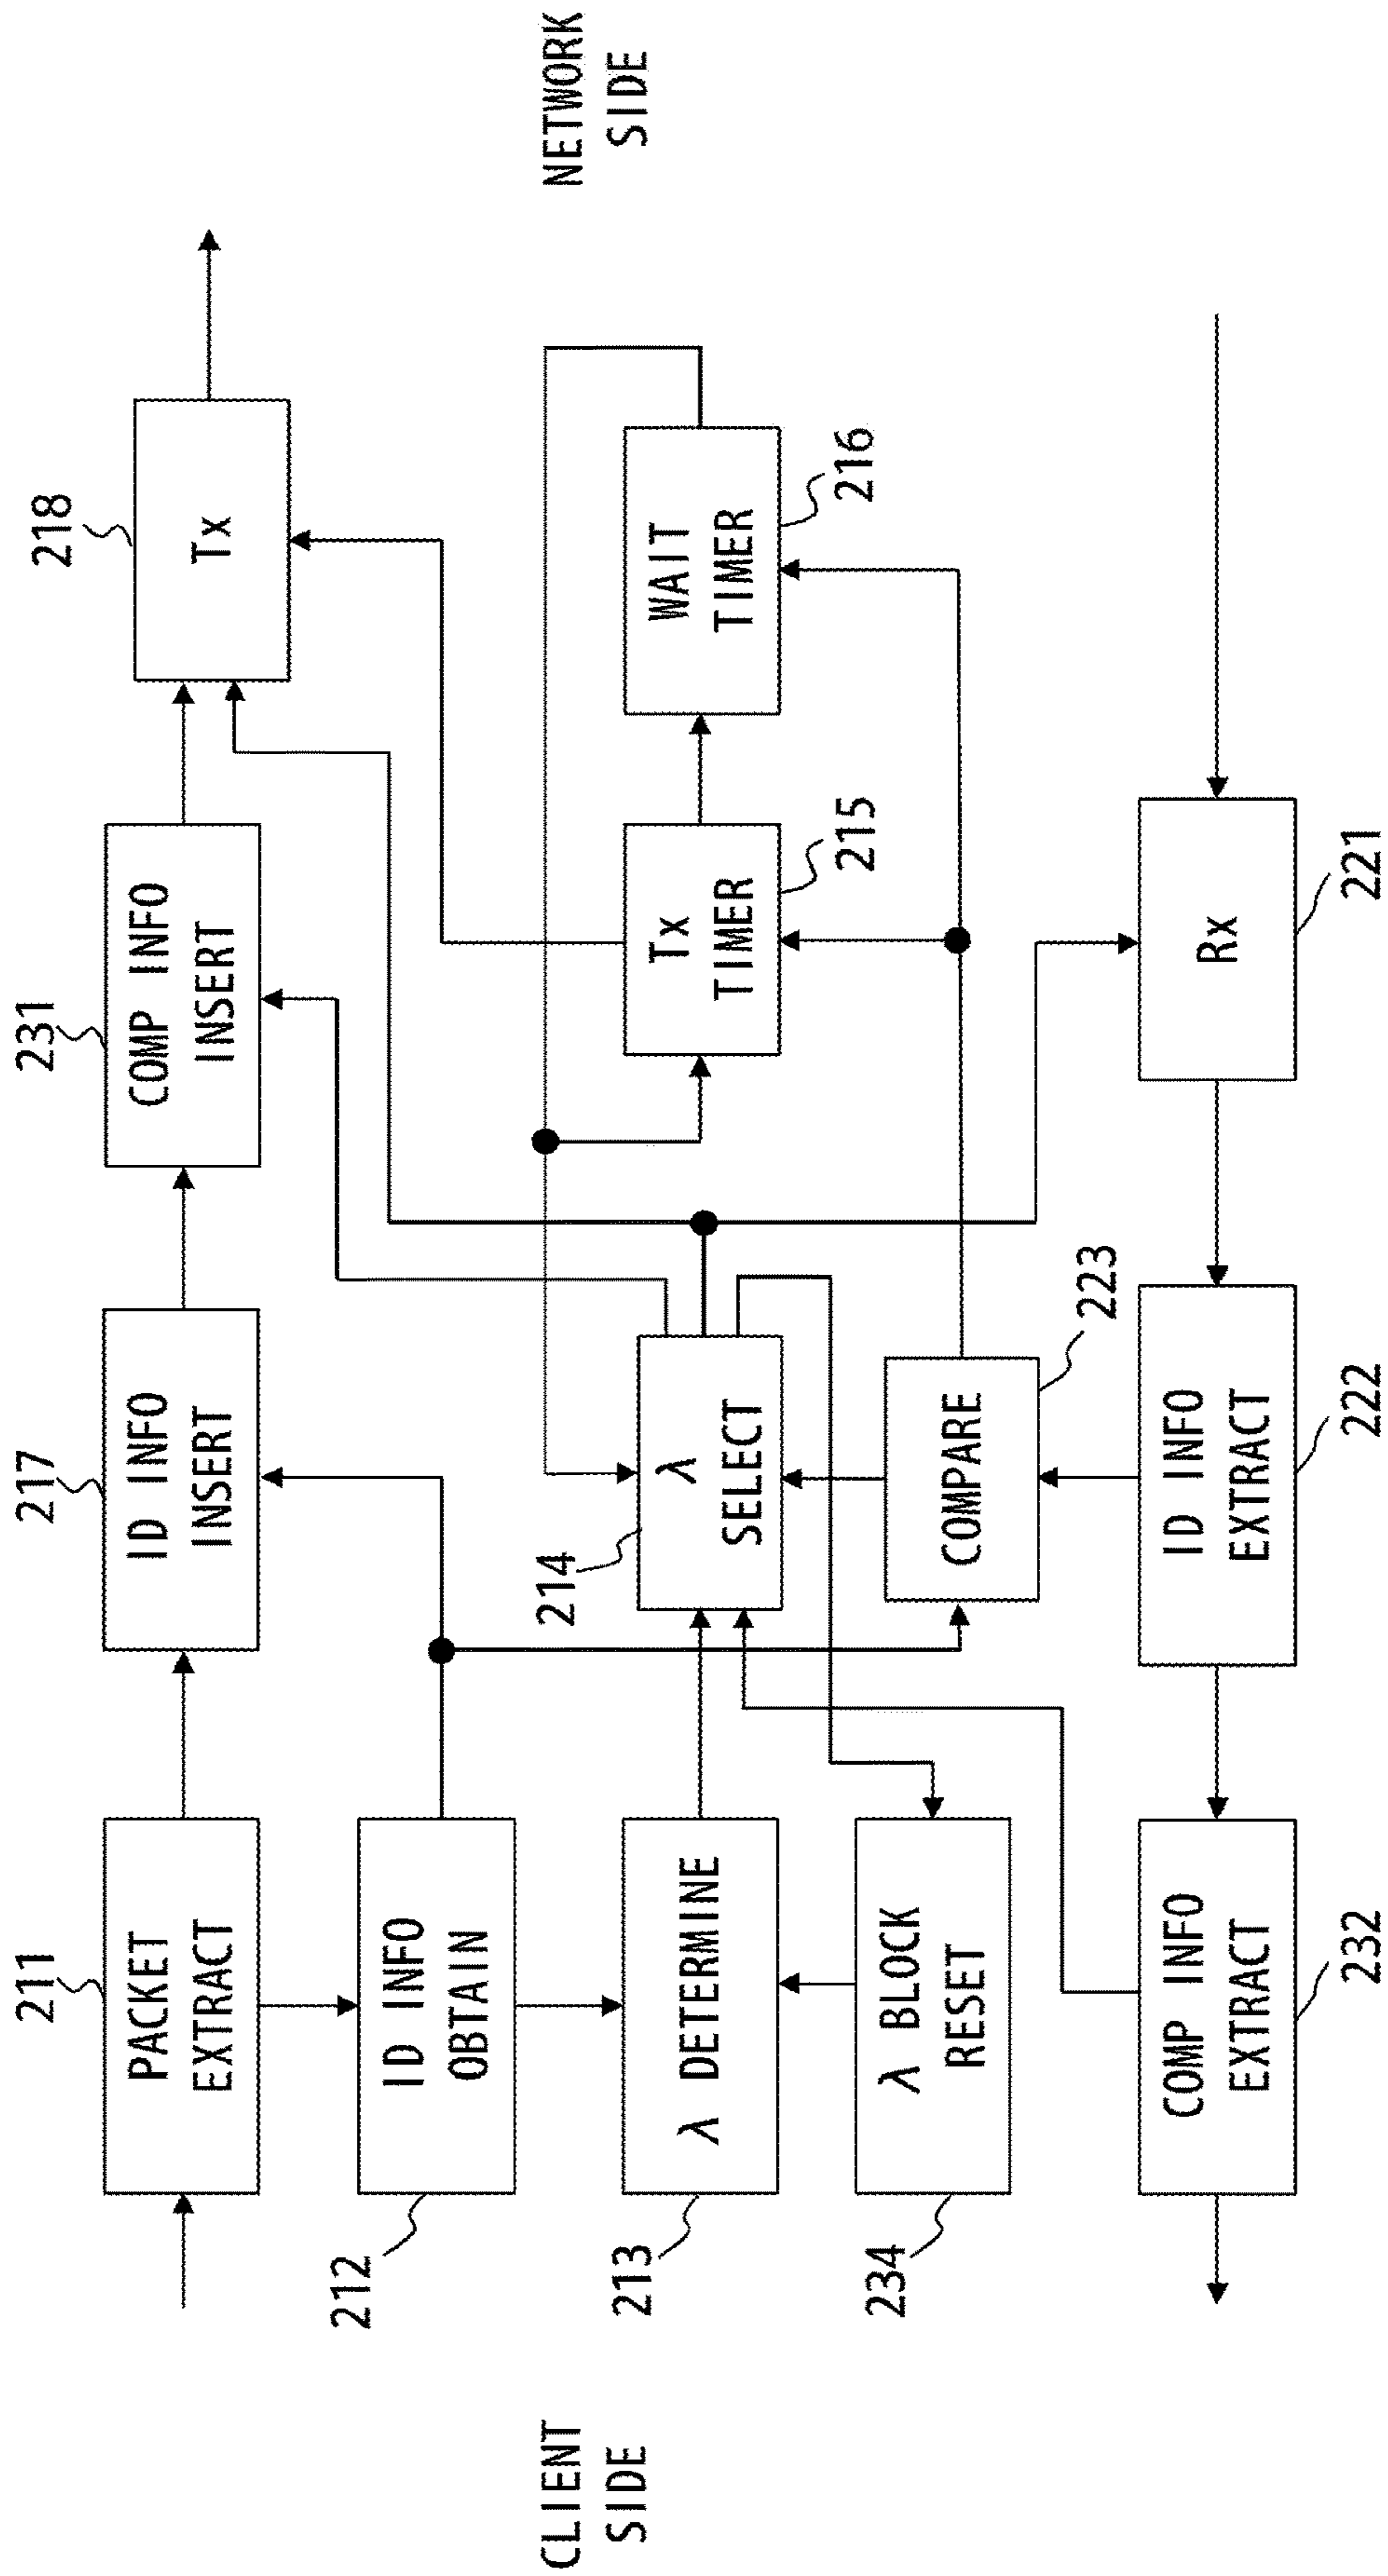 CLIENT
SIDE
NETWORK
SIDE
211
PACKET
EXTRACT
217
ID INFO
INSERT
231
COMP INFO
INSERT
218
Tx
212
ID INFO
OBTAIN
213
λ DETERMINE
214
λ
SELECT
Tx
TIMER
215
WAIT
TIMER
216
234
λ BLOCK
RESET
COMPARE
223
COMP INFO
EXTRACT
232
ID INFO
EXTRACT
222
Rx
221